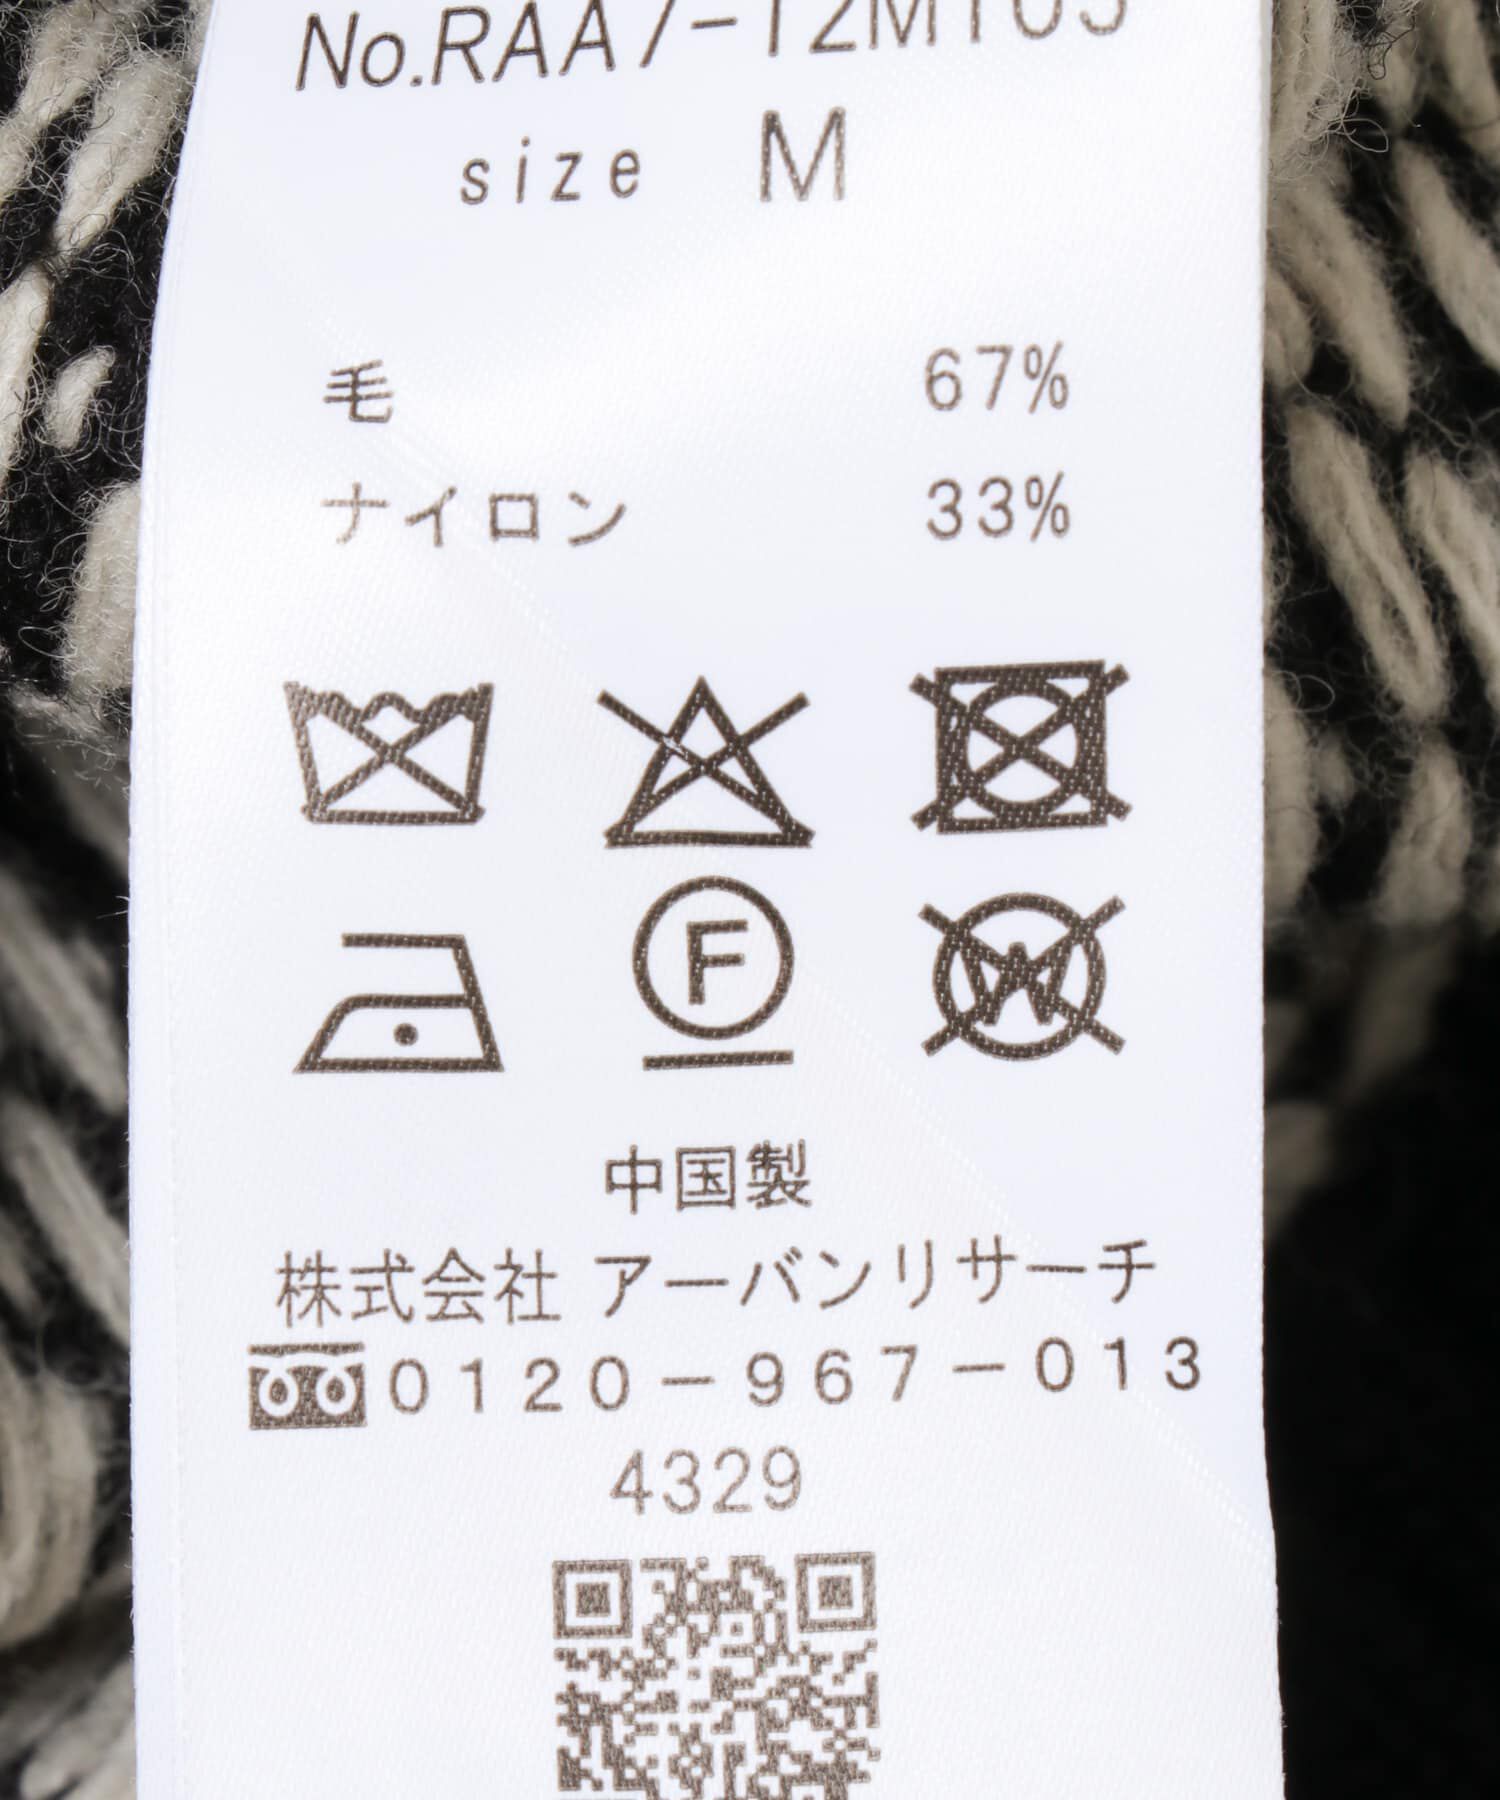 No.RAA7-12M105
size M
毛 67%
ナイロン 33%
F
W
中国製
株式会社 アーバンリサーチ
0120-967-013
4329